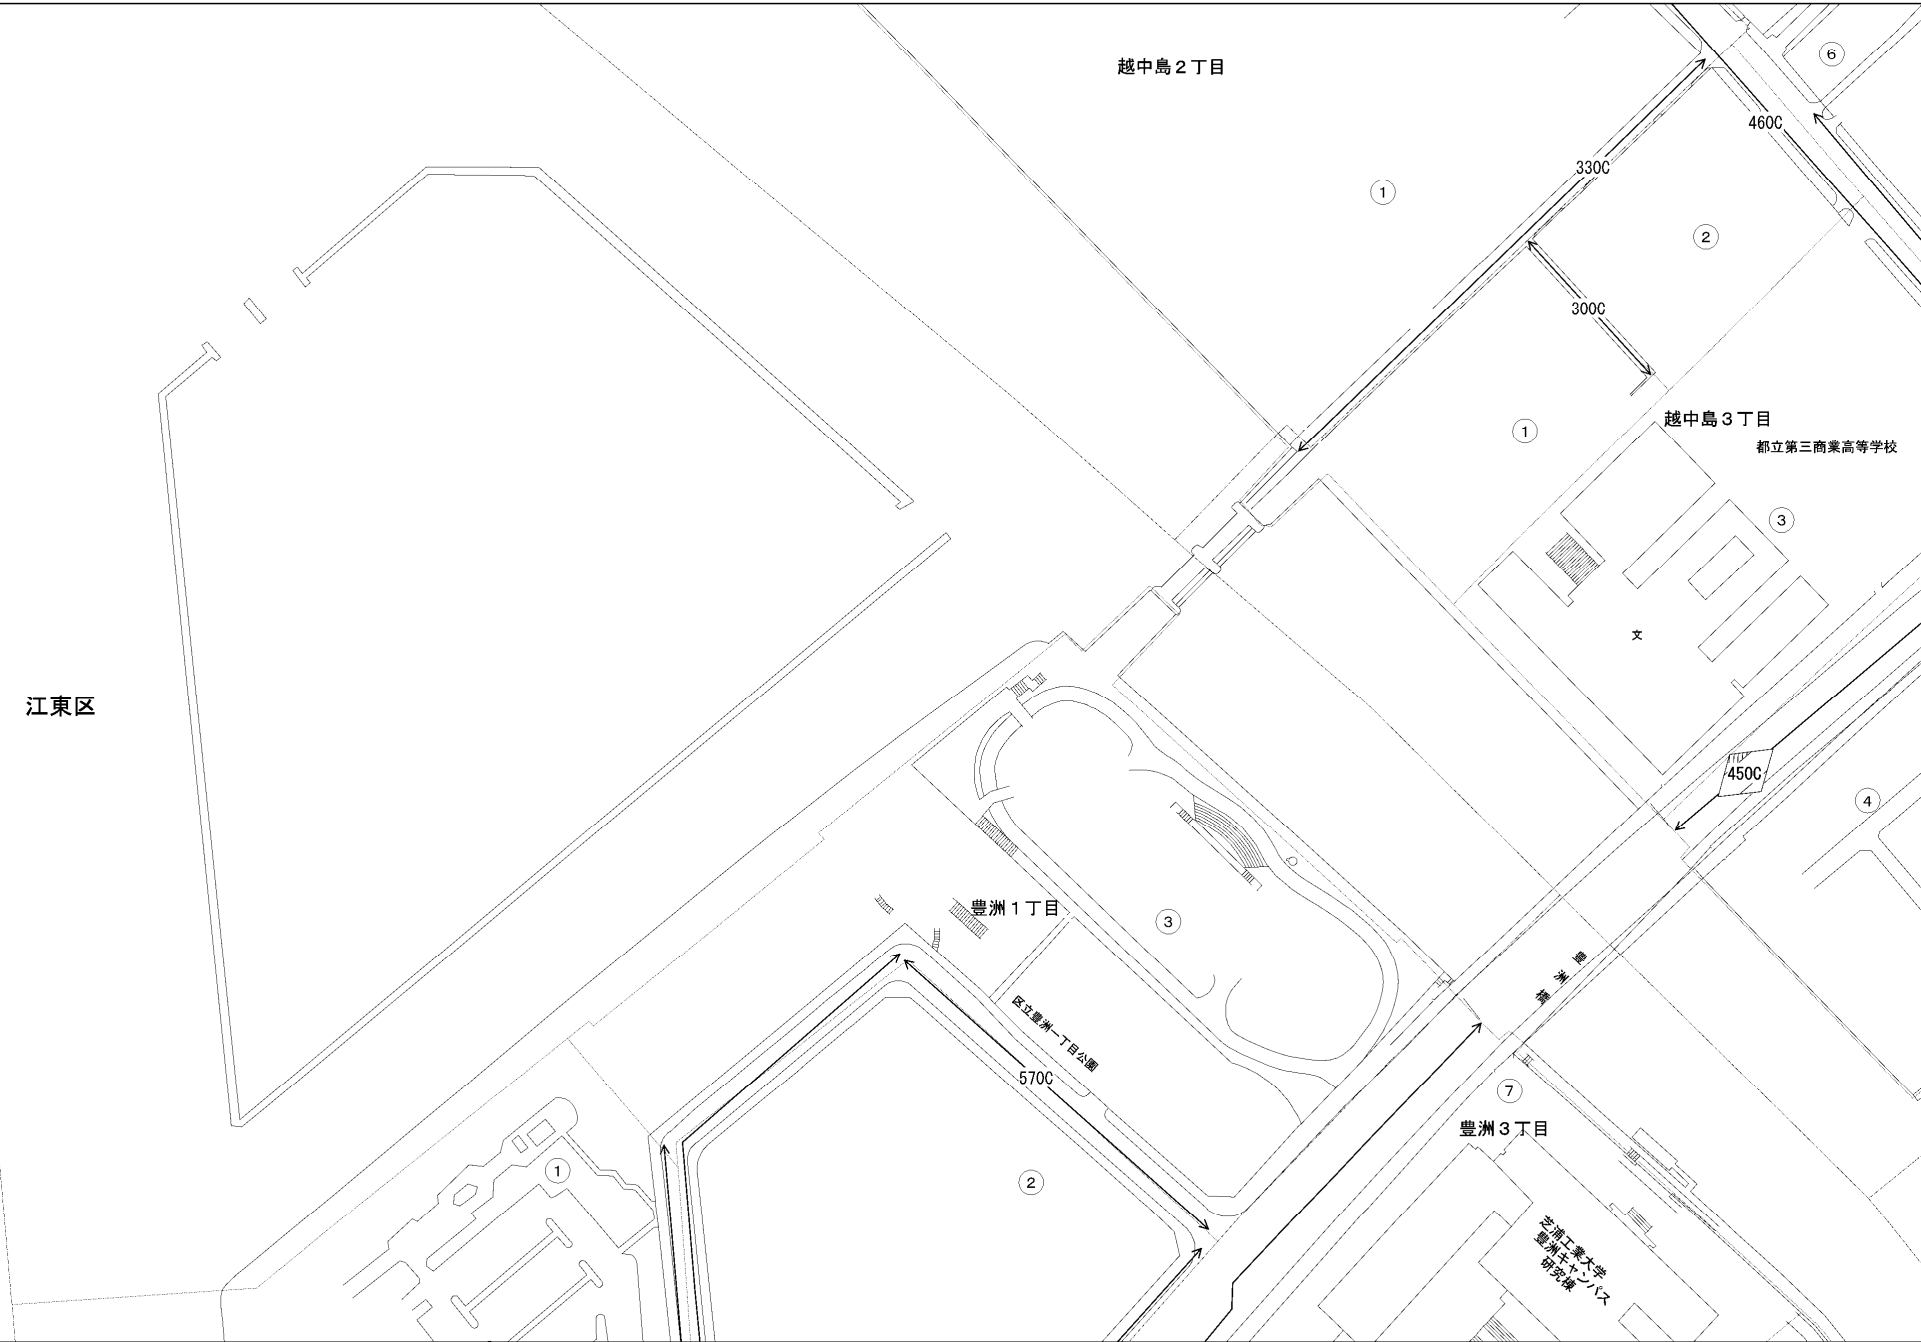 越中島２丁目
⑥
460C
330C
①
②
300C
越中島３丁目
①
都立第三商業高等学校
③
文
江東区
450C
④
豊洲１丁目
③
豊洲橋
区立豊洲一丁目公園
570C
⑦
豊洲３丁目
①
②
芝浦工業大学
豊洲キャンパス
研究棟